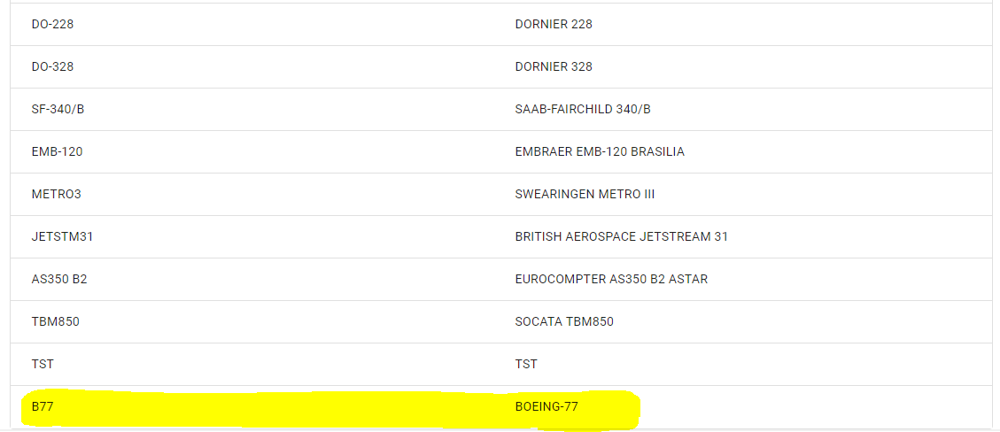 DO-228 DORNIER 228
DO-328 DORNIER 328
SF-340/B SAAB-FAIRCHILD 340/B
EMB-120 EMBRAER EMB-120 BRASILIA
METRO3 SWEARINGEN METRO III
JETSTM31 BRITISH AEROSPACE JETSTREAM 31
AS350 B2 EUROCOMPTER AS350 B2 ASTAR
TBM850 SOCATA TBM850
TST TST
B77 BOEING-77